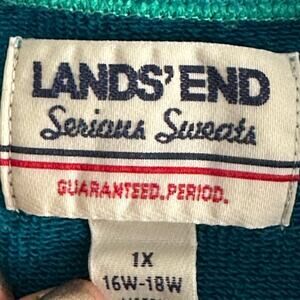 LANDS' END
Serious Sweats
GUARANTEED. PERIOD.
1X
16W-18W